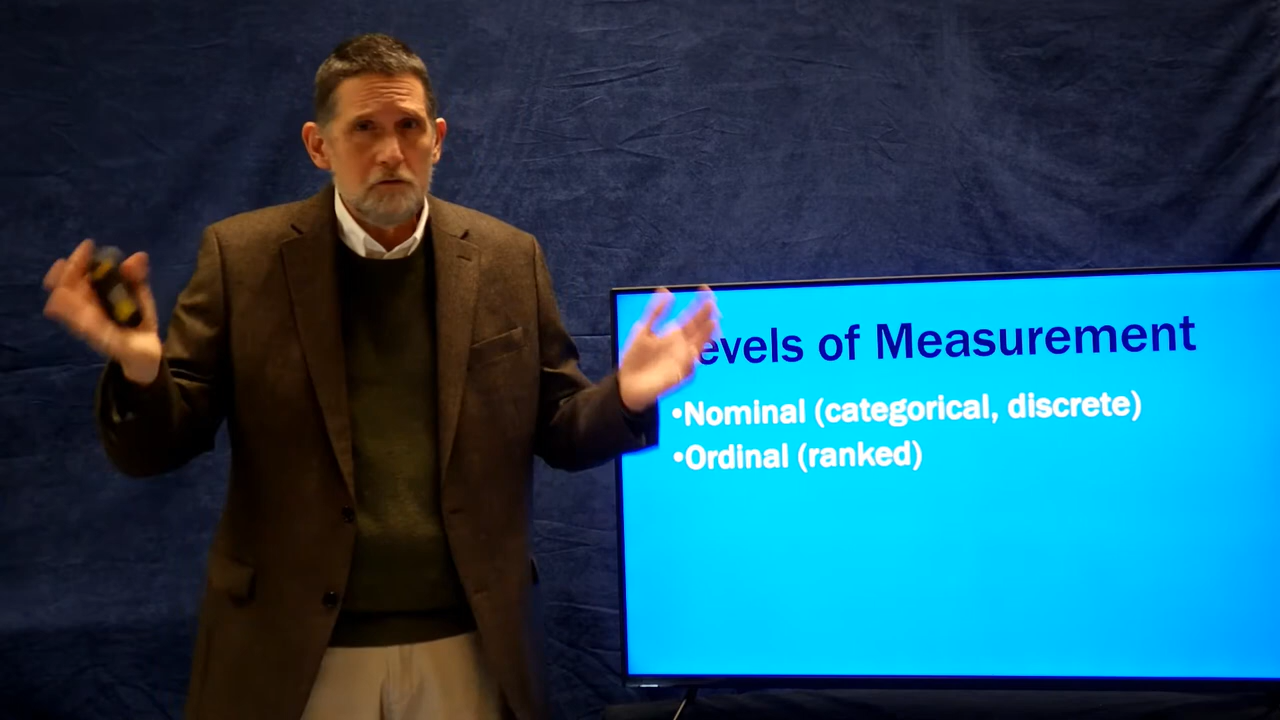 evels of Measurement
•Nominal (categorical, discrete)
•Ordinal (ranked)